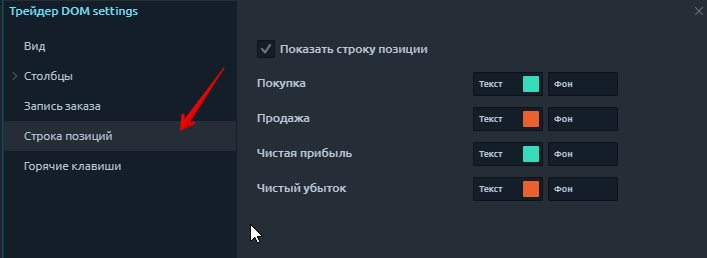 Трейдер DOM settings
Вид
Столбцы
Запись заказа
Строка позиций
Горячие клавиши
Показать строку позиции
Покупка Текст Фон
Продажа Текст Фон
Чистая прибыль Текст Фон
Чистый убыток Текст Фон